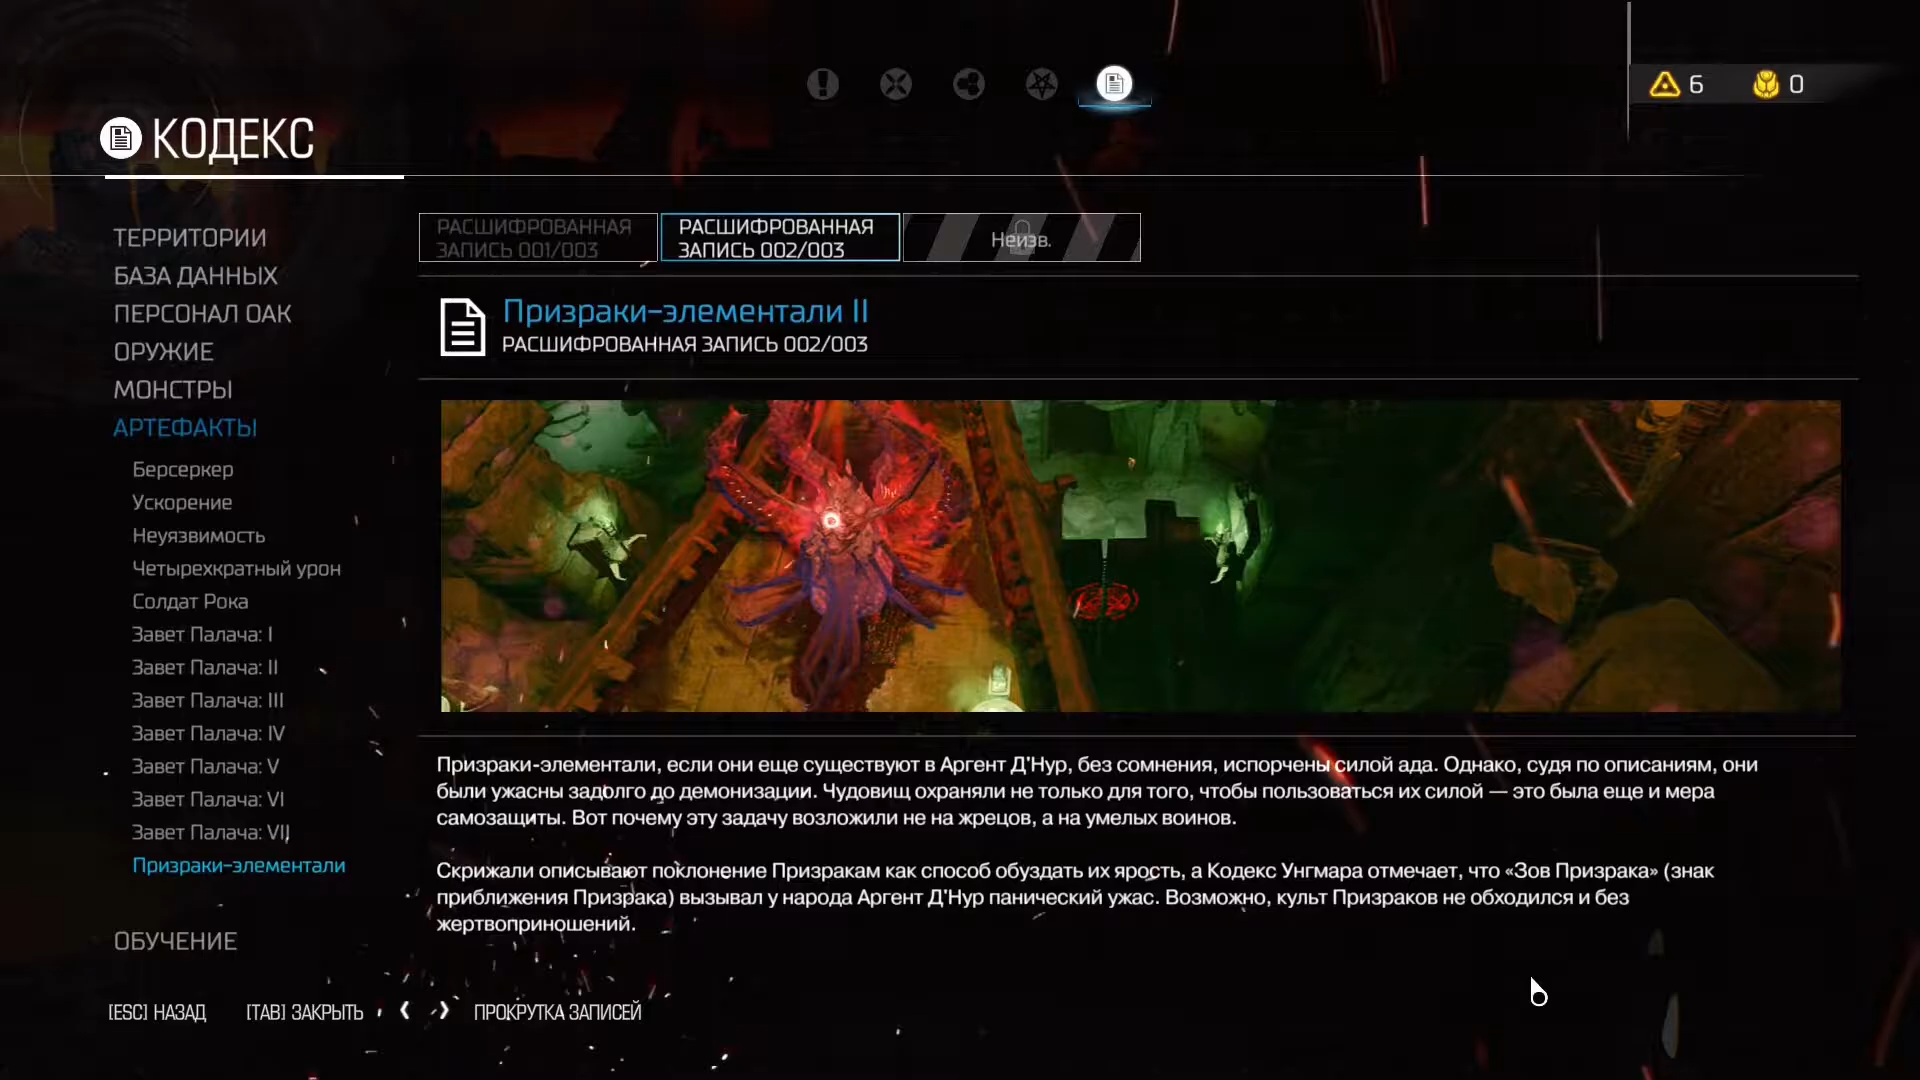 6
0
КОДЕКС
ТЕРРИТОРИИ
БАЗА ДАННЫХ
ПЕРСОНАЛ ОАК
ОРУЖИЕ
МОНСТРЫ
АРТЕФАКТЫ
Берсеркер
Ускорение
Неуязвимость
Четырехкратный урон
Солдат Рока
Завет Палача: I
Завет Палача: II
Завет Палача: III
Завет Палача: IV
Завет Палача: V
Завет Палача: VI
Завет Палача: VII
Призраки-элементали
ОБУЧЕНИЕ
РАСШИФРОВАННАЯ
ЗАПИСЬ 001/003
РАСШИФРОВАННАЯ
ЗАПИСЬ 002/003
Неизв.
Призраки-элементали II
РАСШИФРОВАННАЯ ЗАПИСЬ 002/003
Призраки-элементали, если они еще существуют в Аргент Д'Нур, без сомнения, испорчены силой ада. Однако, судя по описаниям, они
были ужасны задолго до демонизации. Чудовищ охраняли не только для того, чтобы пользоваться их силой — это была еще и мера
самозащиты. Вот почему эту задачу возложили не на жрецов, а на умелых воинов.
Скрижали описывают поклонение Призракам как способ обуздать их ярость, а Кодекс Унгмара отмечает, что «Зов Призрака» (знак
приближения Призрака) вызывал у народа Аргент Д'Нур панический ужас. Возможно, культ Призраков не обходился и без
жертвоприношений.
[ESC] НАЗАД
[TAB] ЗАКРЫТЬ
ПРОКРУТКА ЗАПИСЕЙ